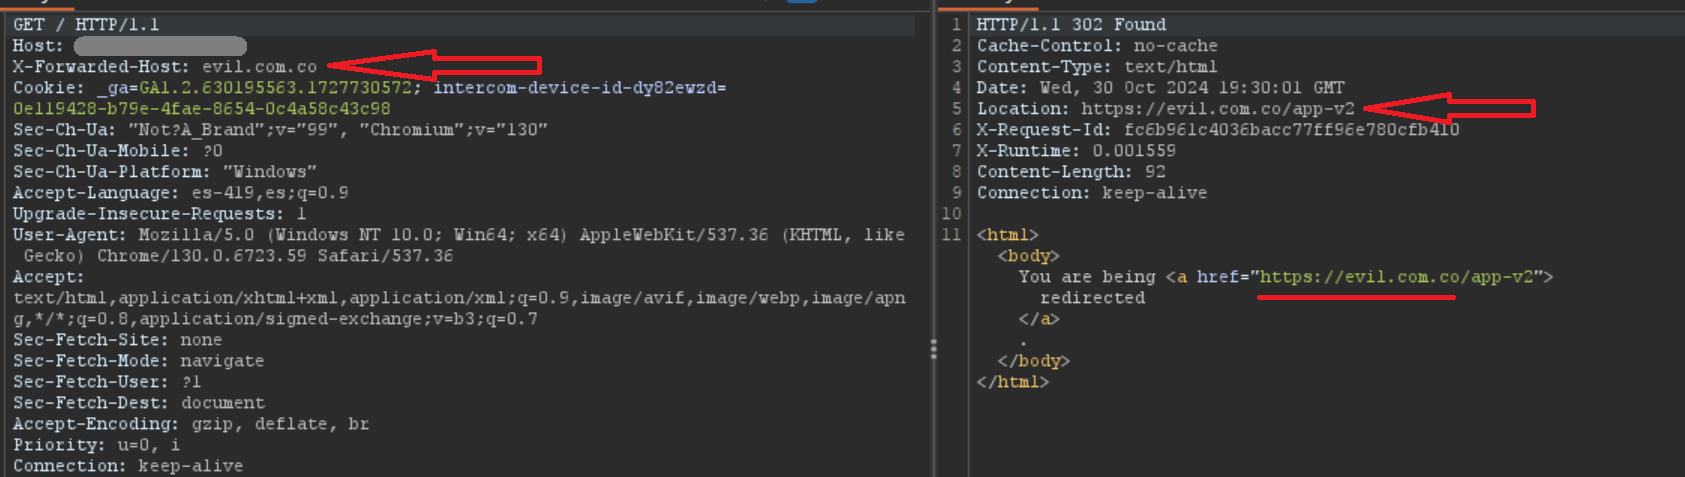 GET / HTTP/1.1
Host:
X-Forwarded-Host: evil.com.co
Cookie: _ga=GA1.2.630195563.1727730572; intercom-device-id-dy82ewzd=
0e119428-b79e-4fae-8654-0c4a58c43c98
Sec-Ch-Ua: "Not?A_Brand";v="99", "Chromium";v="130"
Sec-Ch-Ua-Mobile: ?0
Sec-Ch-Ua-Platform: "Windows"
Accept-Language: es-419,es;q=0.9
Upgrade-Insecure-Requests: 1
User-Agent: Mozilla/5.0 (Windows NT 10.0; Win64; x64) AppleWebKit/537.36 (KHTML, like
Gecko) Chrome/130.0.6723.59 Safari/537.36
Accept:
text/html,application/xhtml+xml,application/xml;q=0.9,image/avif,image/webp,image/apn
g,*/*;q=0.8,application/signed-exchange;v=b3;q=0.7
Sec-Fetch-Site: none
Sec-Fetch-Mode: navigate
Sec-Fetch-User: ?1
Sec-Fetch-Dest: document
Accept-Encoding: gzip, deflate, br
Priority: u=0, i
Connection: keep-alive
1 HTTP/1.1 302 Found
2 Cache-Control: no-cache
3 Content-Type: text/html
4 Date: Wed, 30 Oct 2024 19:30:01 GMT
5 Location: https://evil.com.co/app-v2
6 X-Request-Id: fc6b961c4036bacc77ff96e780cfb410
7 X-Runtime: 0.001559
8 Content-Length: 92
9 Connection: keep-alive
10
11 <html>
<body>
You are being <a href="https://evil.com.co/app-v2">
redirected
</a>
.
</body>
</html>